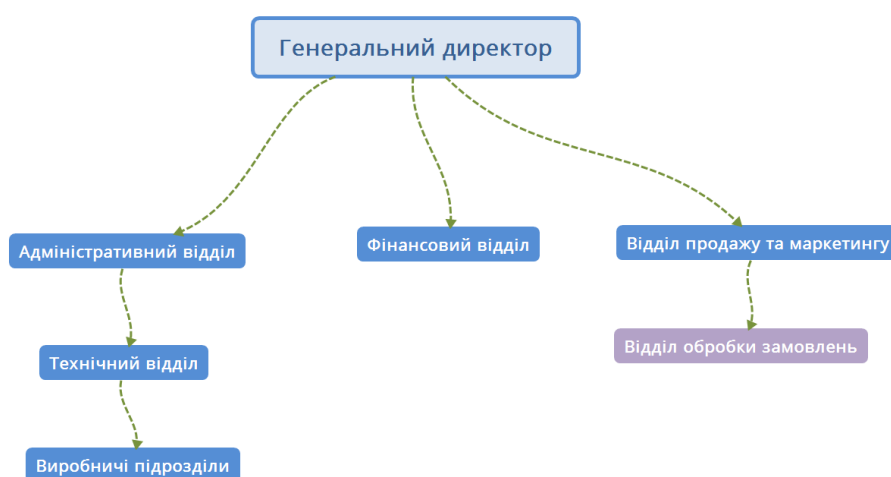 Генеральний директор
Адміністративний відділ
Фінансовий відділ
Відділ продажу та маркетингу
Технічний відділ
Відділ обробки замовлень
Виробничі підрозділи